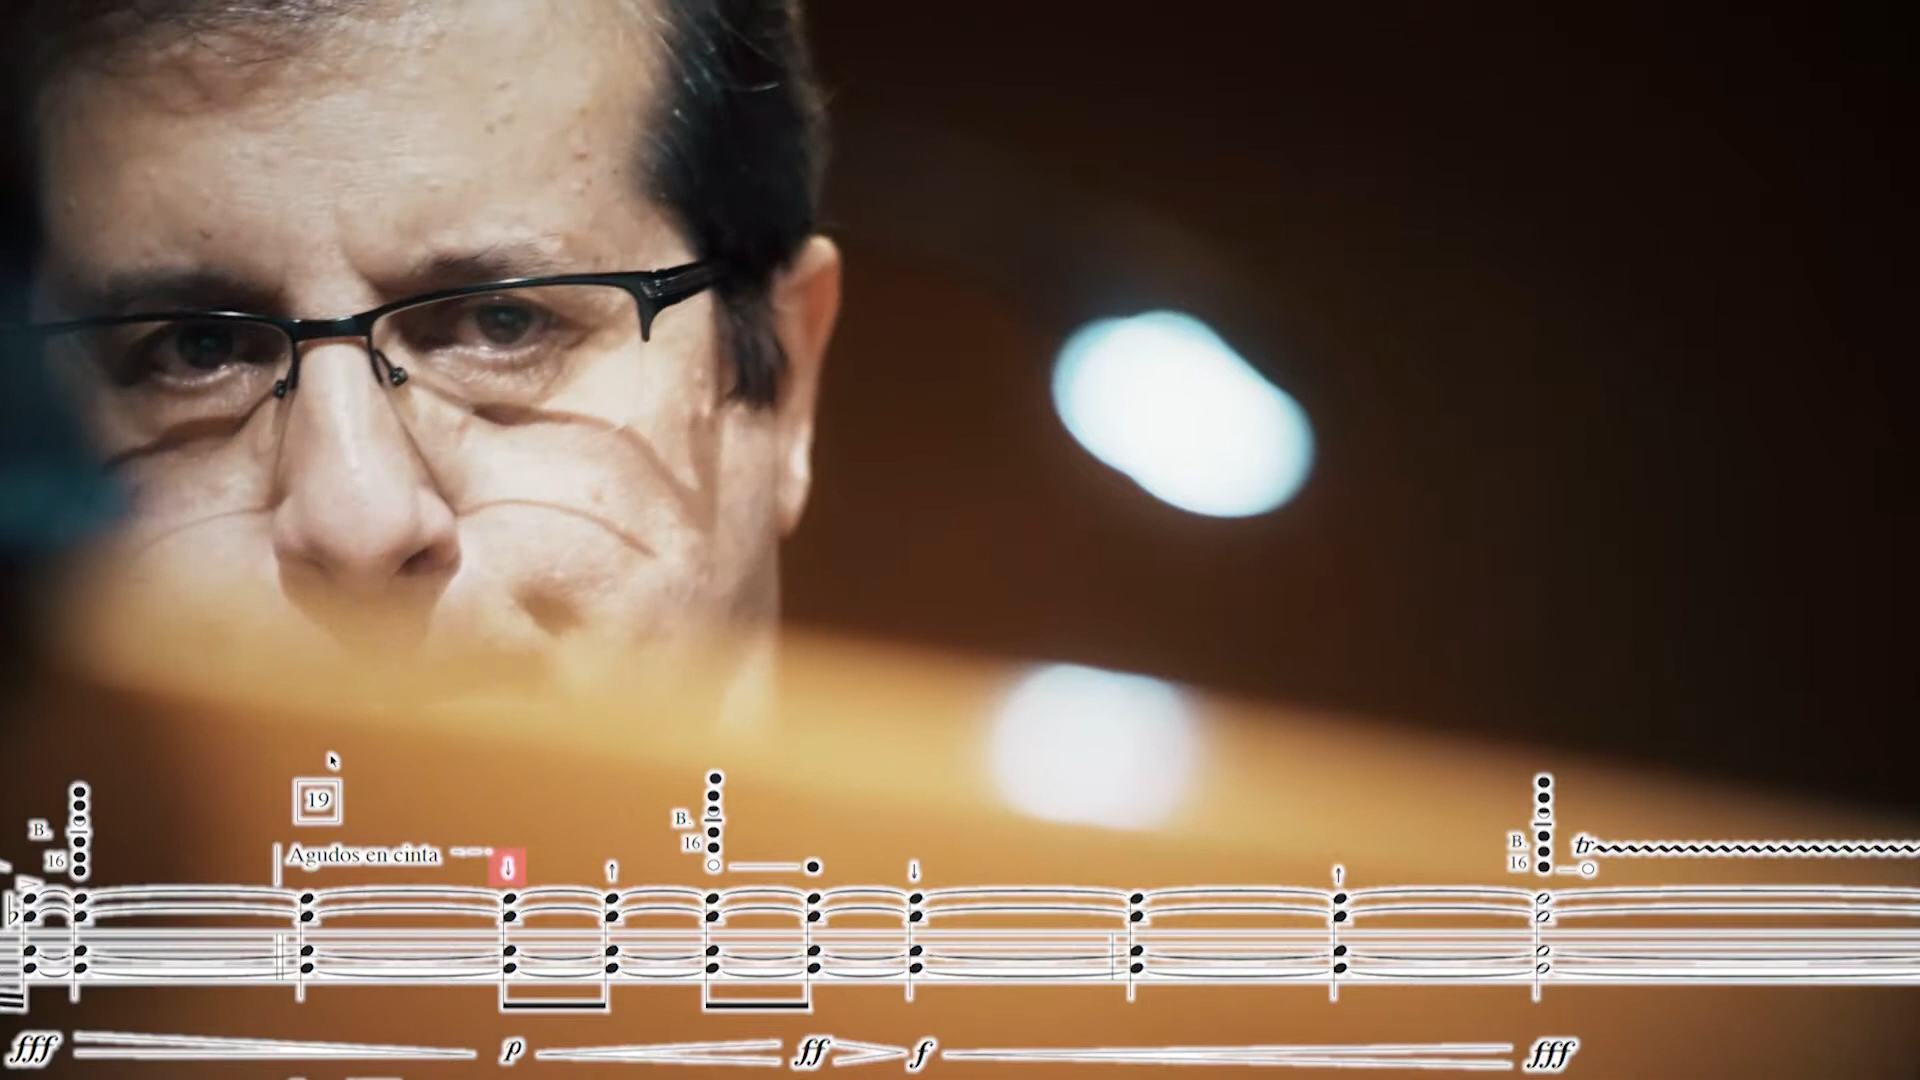 19
B.
16
Agudos en cinta
B.
16
B.
16
tr
fff
p
ff
f
fff